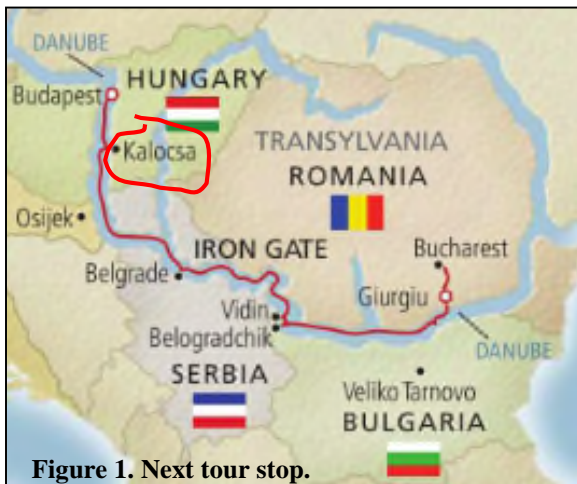 DANUBE
HUNGARY
Budapest
Kalocsa
TRANSYLVANIA
ROMANIA
Osijek
IRON GATE
Bucharest
Belgrade
Giurgiu
Vidin
Belogradchik
DANUBE
SERBIA
Veliko Tarnovo
BULGARIA
Figure 1. Next tour stop.